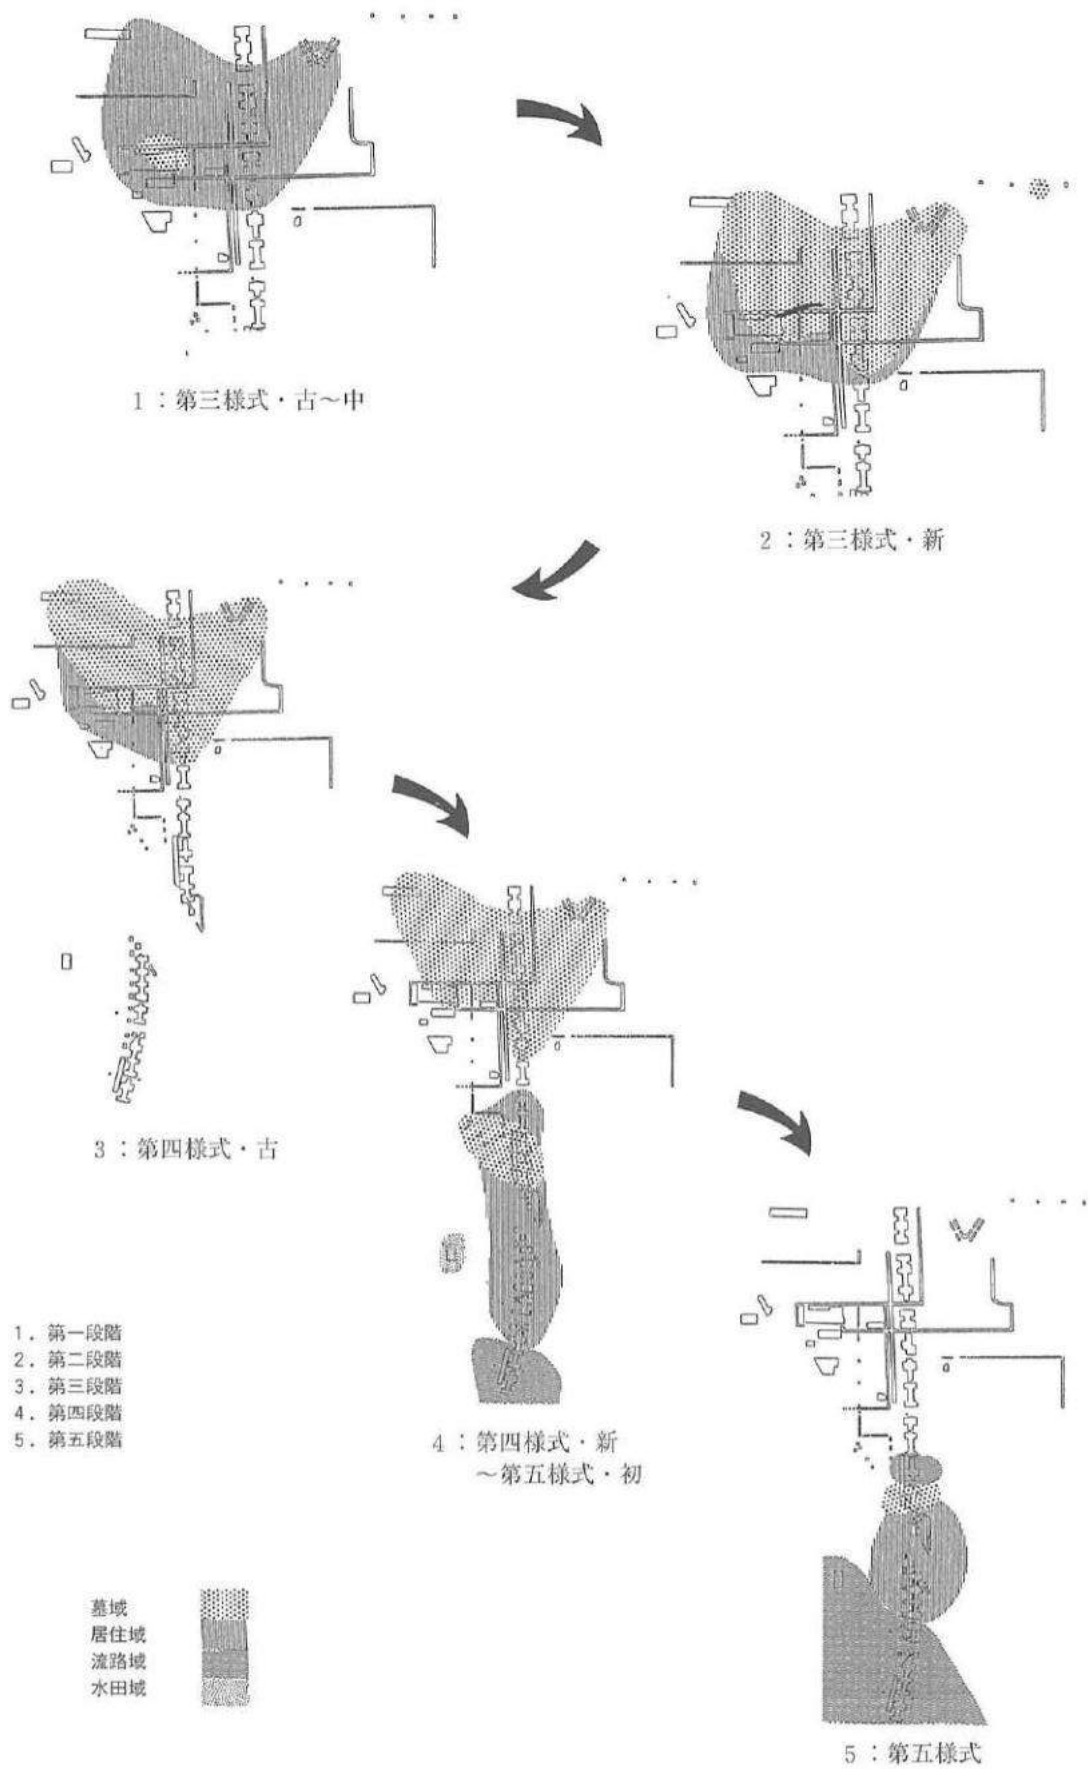 1：第三様式・古～中
2：第三様式・新
3：第四様式・古
4：第四様式・新
～第五様式・初
5：第五様式
1．第一段階
2．第二段階
3．第三段階
4．第四段階
5．第五段階
墓域
居住域
流路域
水田域